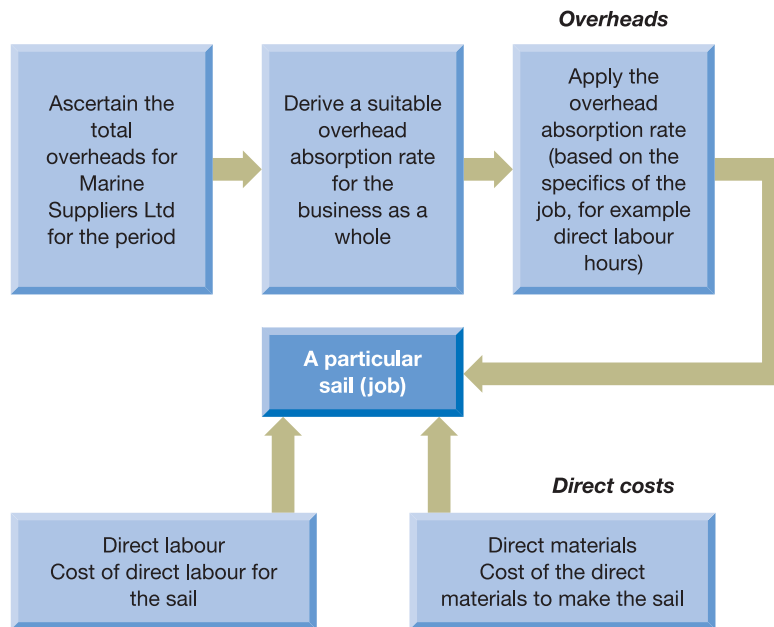 Overheads
Ascertain the
total
overheads for
Marine
Suppliers Ltd
for the period
Derive a suitable
overhead
absorption rate
for the
business as a
whole
Apply the
overhead
absorption rate
(based on the
specifics of the
job, for example
direct labour
hours)
A particular
sail (job)
Direct costs
Direct labour
Cost of direct labour for
the sail
Direct materials
Cost of the direct
materials to make the sail